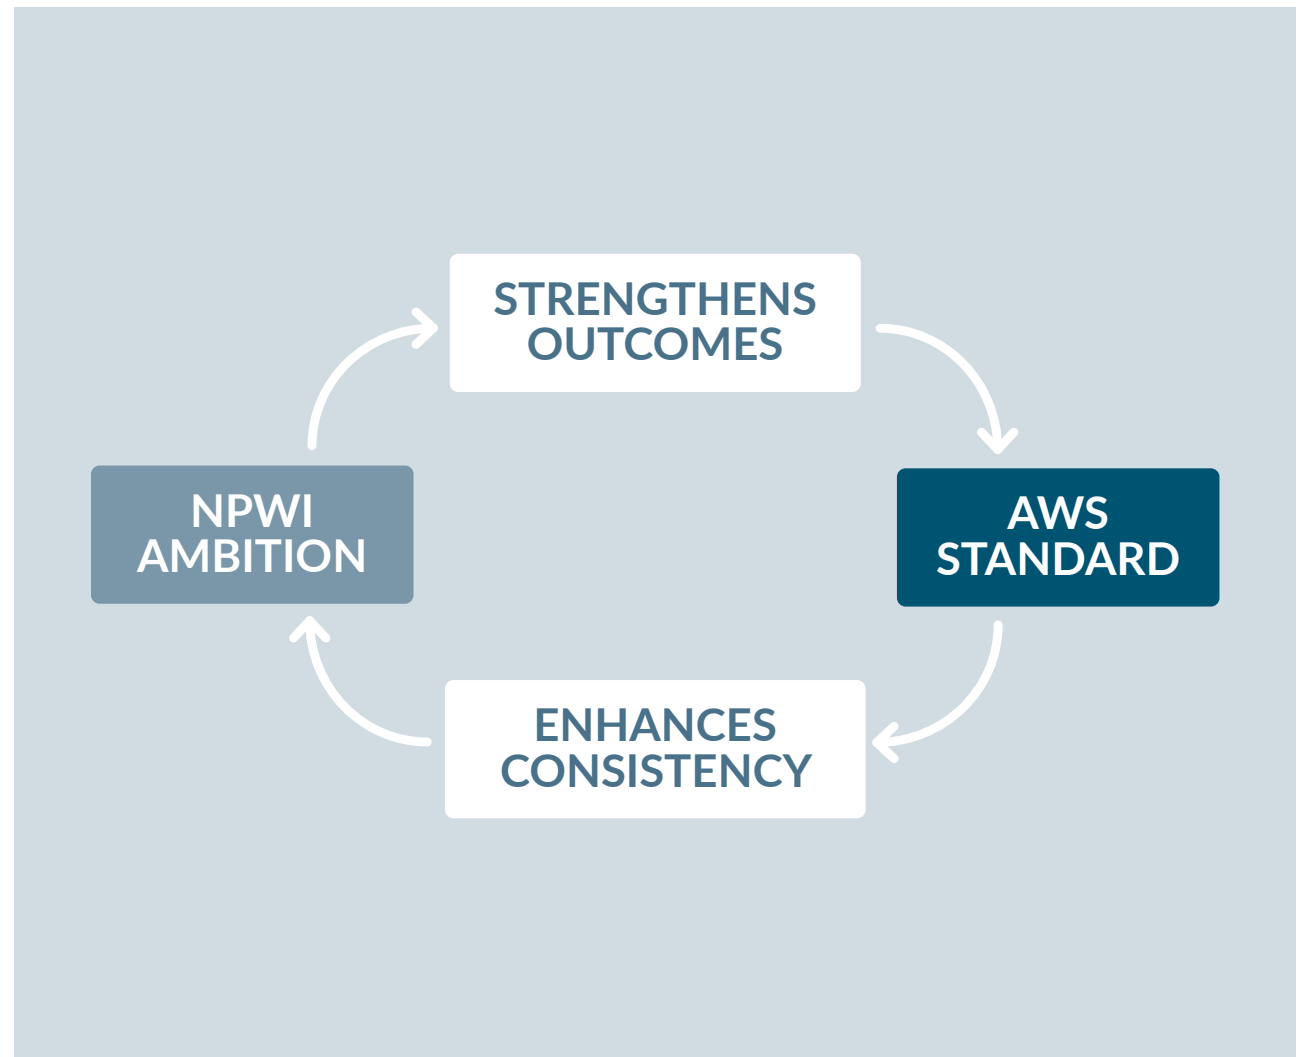 STRENGTHENS
OUTCOMES
NPWI
AMBITION
AWS
STANDARD
ENHANCES
CONSISTENCY